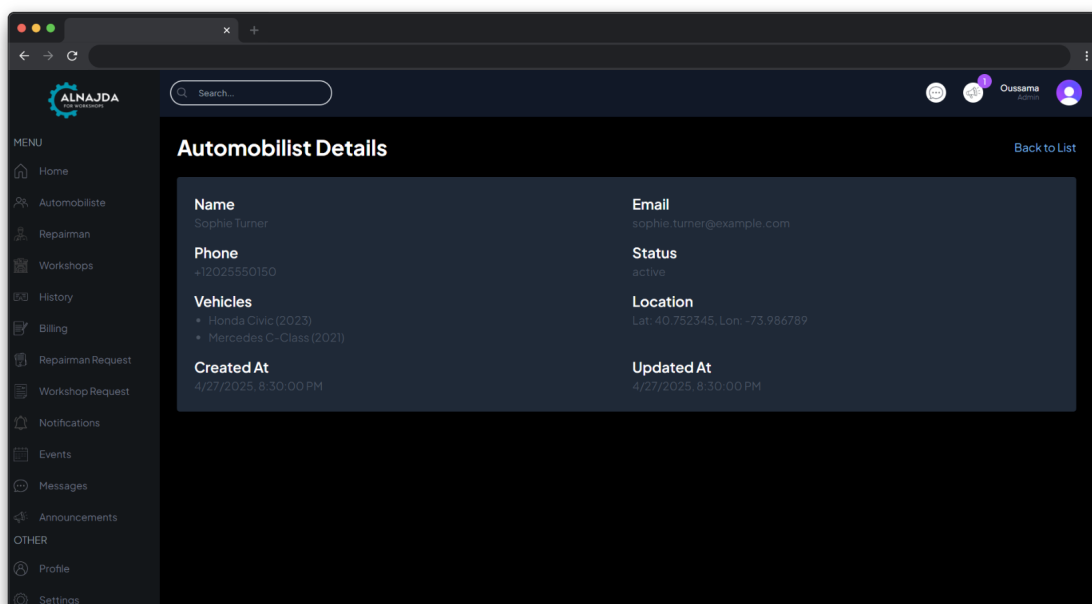 ALNAJDA
FOR WORKSHOPS
Search...
1
Oussama
Admin
MENU
Home
Automobiliste
Repairman
Workshops
History
Billing
Repairman Request
Workshop Request
Notifications
Events
Messages
Announcements
OTHER
Profile
Settings
Automobilist Details
Back to List
Name
Sophie Turner
Email
sophie.turner@example.com
Phone
+12025550150
Status
active
Vehicles
Honda Civic (2023)
Mercedes C-Class (2021)
Location
Lat: 40.752345, Lon: -73.986789
Created At
4/27/2025, 8:30:00 PM
Updated At
4/27/2025, 8:30:00 PM